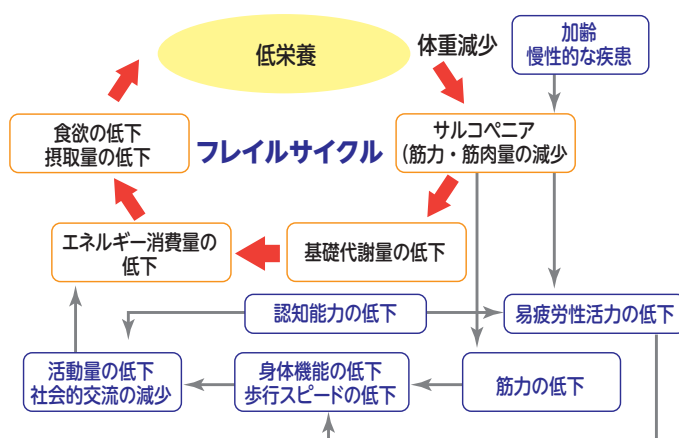 低栄養
体重減少
加齢
慢性的な疾患
食欲の低下
摂取量の低下
フレイルサイクル
サルコペニア
(筋力・筋肉量の減少
エネルギー消費量の
低下
基礎代謝量の低下
認知能力の低下
易疲労性活力の低下
活動量の低下
社会的交流の減少
身体機能の低下
歩行スピードの低下
筋力の低下